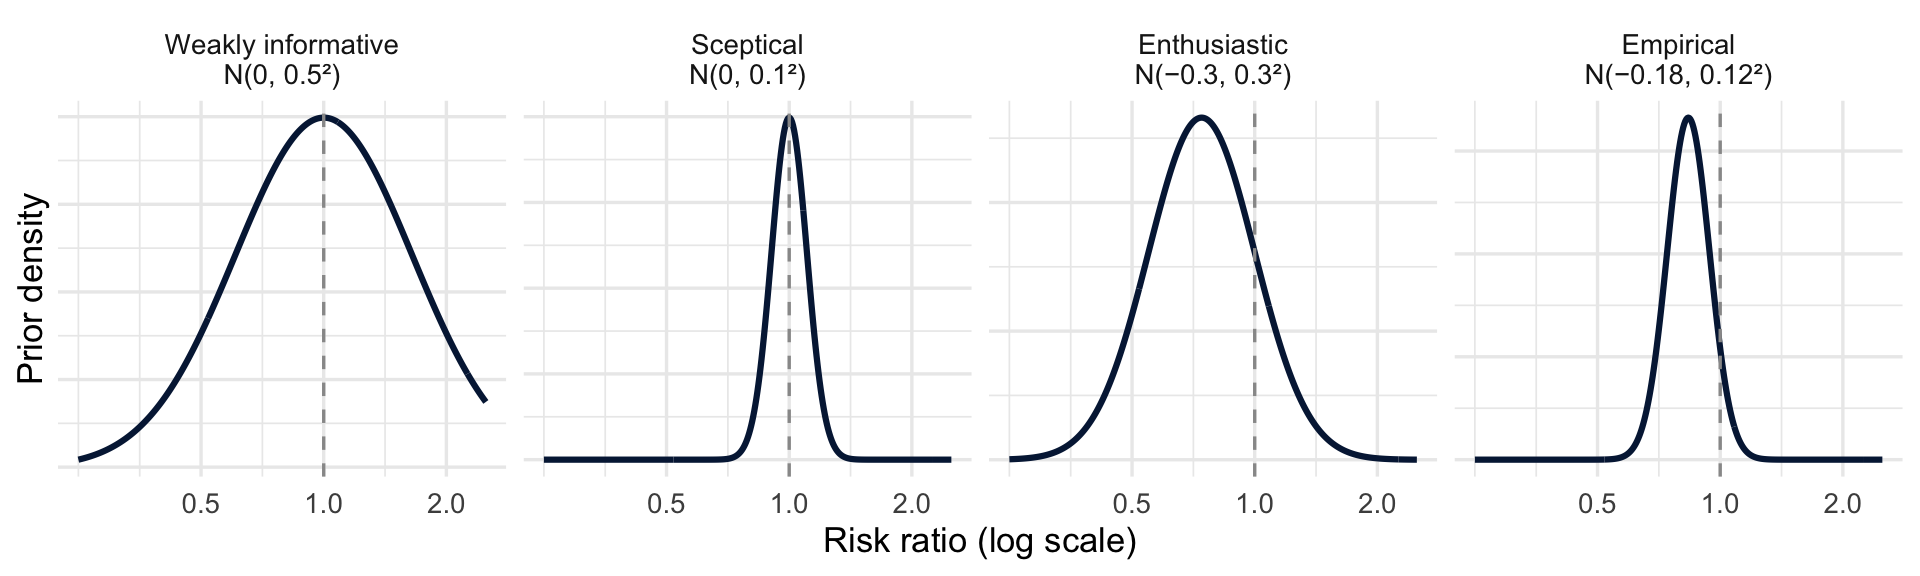 Weakly informative
N(0, 0.5²)
Sceptical
N(0, 0.1²)
Enthusiastic
N(−0.3, 0.3²)
Empirical
N(−0.18, 0.12²)
Prior density
0.5 1.0 2.0
0.5 1.0 2.0
0.5 1.0 2.0
0.5 1.0 2.0
Risk ratio (log scale)